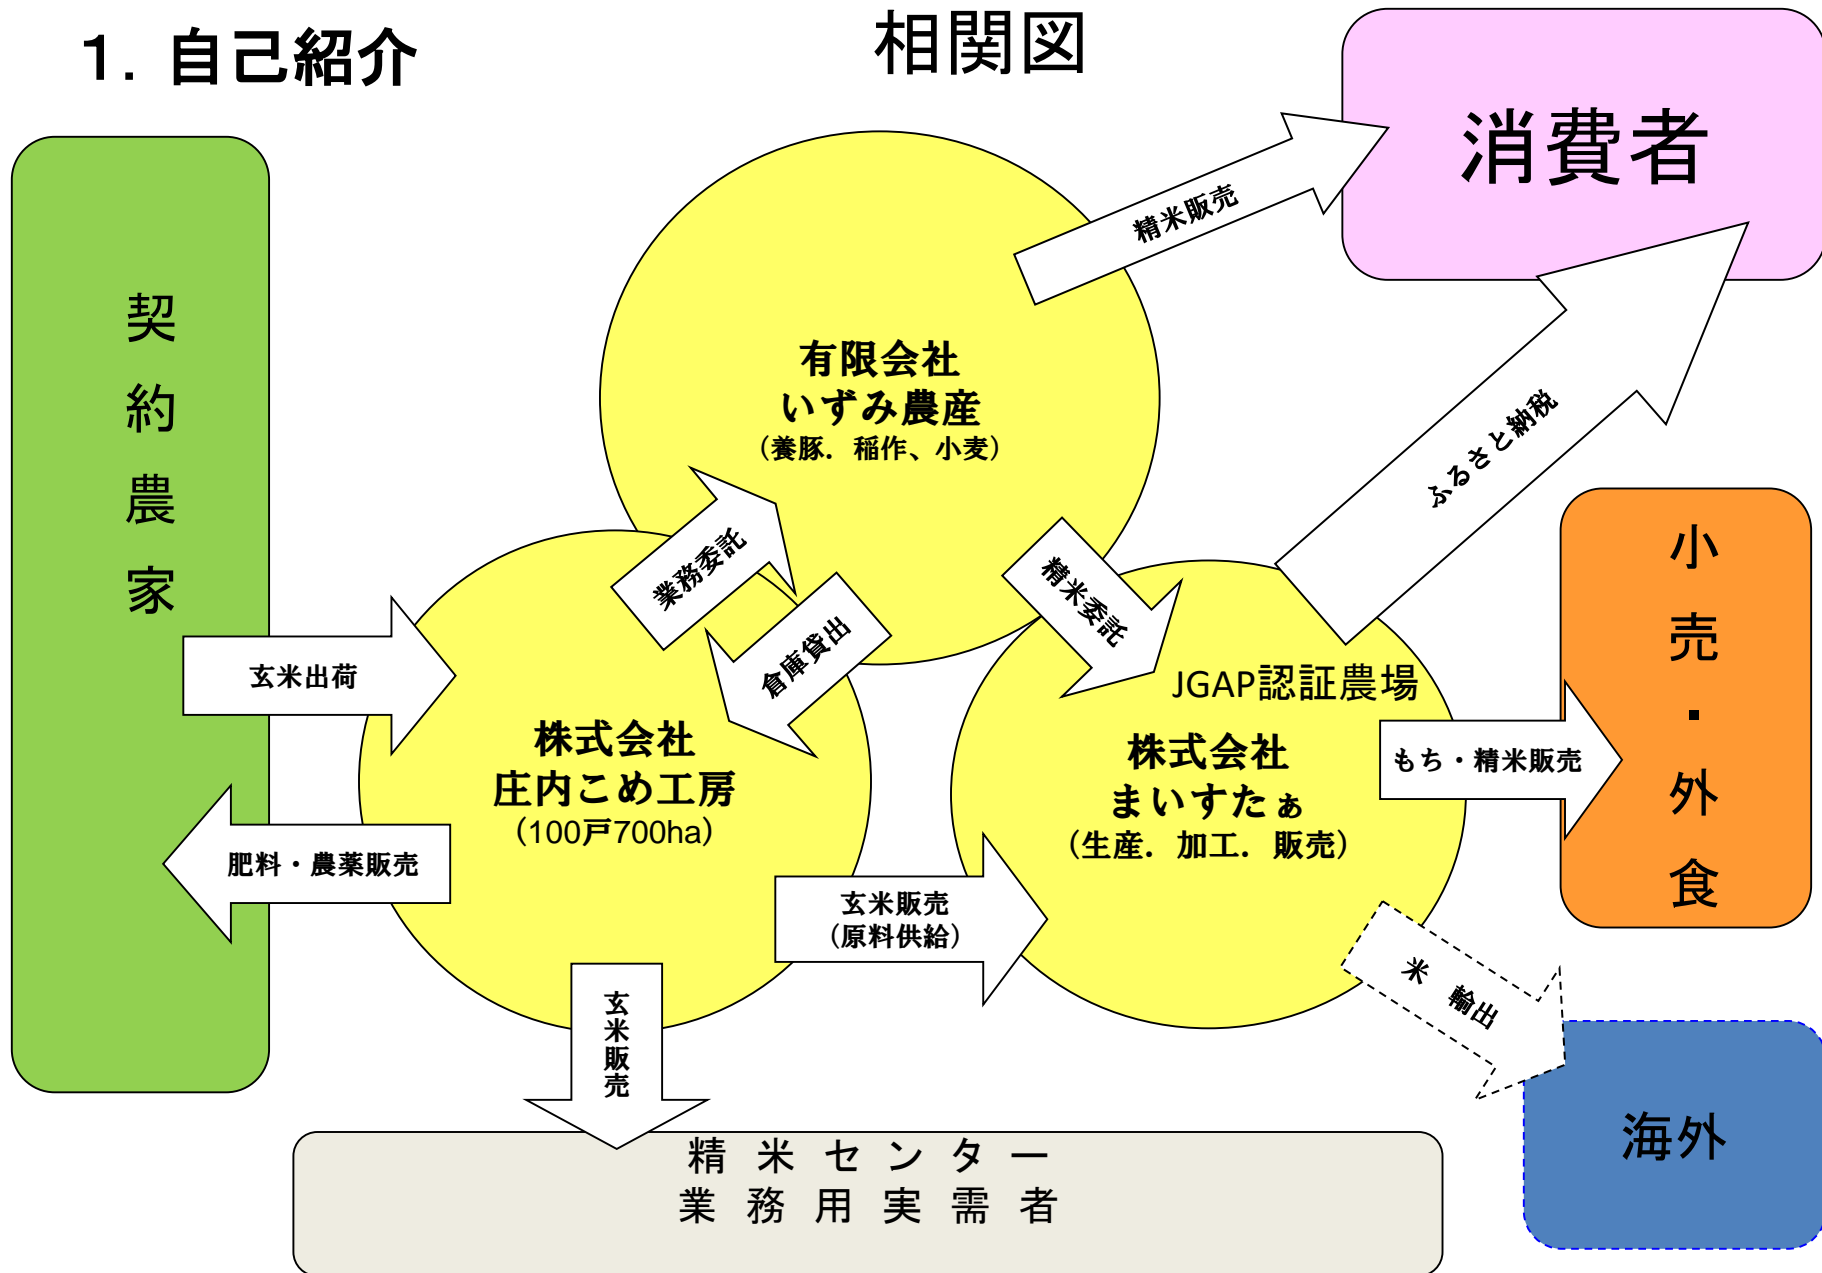 １．自己紹介
相関図
消費者
契
約
農
家
精米販売
有限会社
いずみ農産
（養豚．稲作、小麦）
ふるさと納税
業務委託
倉庫貸出
精米委託
小
売
・
外
食
玄米出荷
JGAP認証農場
株式会社
庄内こめ工房
（100戸700ha）
株式会社
まいすたぁ
（生産．加工．販売）
もち・精米販売
肥料・農薬販売
玄米販売
（原料供給）
米　輸出
玄
米
販
売
海外
精米センター
業務用実需者